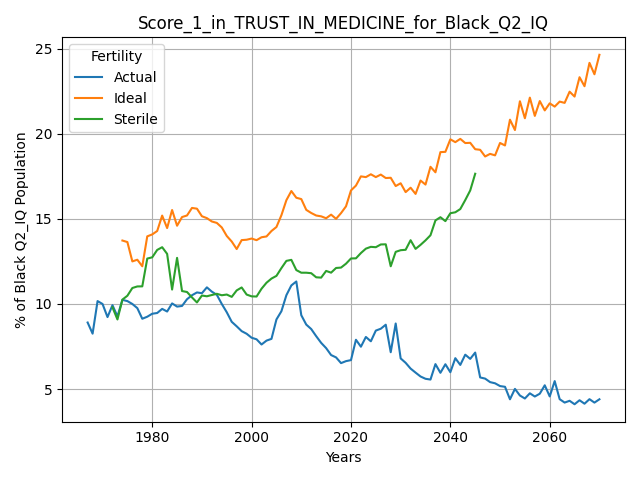 Score_1_in_TRUST_IN_MEDICINE_for_Black_Q2_IQ
Fertility
Actual
Ideal
Sterile
% of Black Q2_IQ Population
25
20
15
10
5
1980
2000
2020
2040
2060
Years